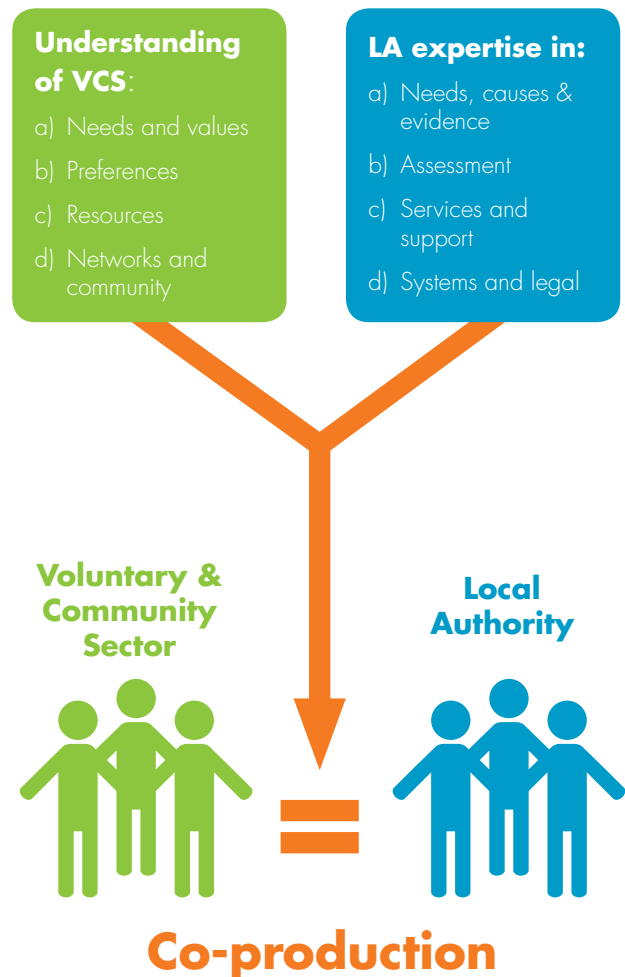 Understanding
of VCS:
a) Needs and values
b) Preferences
c) Resources
d) Networks and
community
LA expertise in:
a) Needs, causes &
evidence
b) Assessment
c) Services and
support
d) Systems and legal
Voluntary &
Community
Sector
Local
Authority
=
Co-production